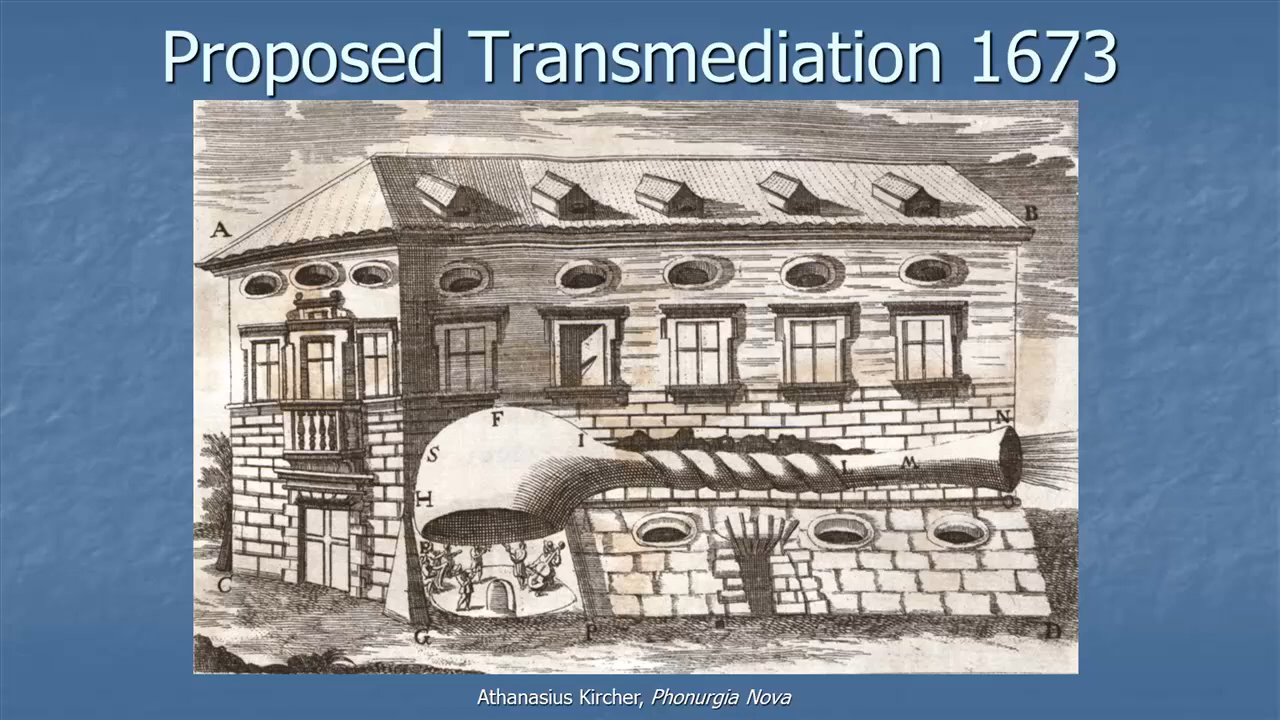 Proposed Transmediation 1673
A
B
F
I
N
S
L
M
H
O
R
C
G
P
D
Athanasius Kircher, Phonurgia Nova